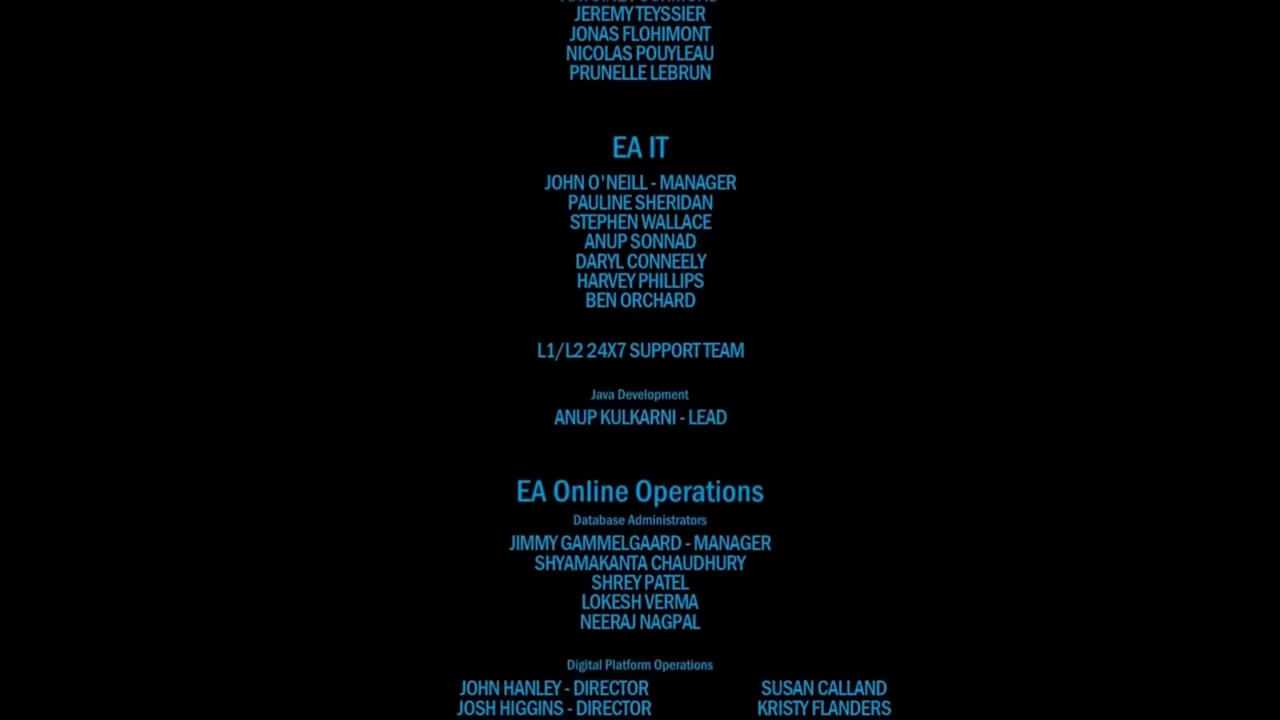 JEREMY TEYSSIER
JONAS FLOHIMONT
NICOLAS POUYLEAU
PRUNELLE LEBRUN
EA IT
JOHN O'NEILL - MANAGER
PAULINE SHERIDAN
STEPHEN WALLACE
ANUP SONNAD
DARYL CONNEELY
HARVEY PHILLIPS
BEN ORCHARD
L1/L2 24X7 SUPPORT TEAM
Java Development
ANUP KULKARNI - LEAD
EA Online Operations
Database Administrators
JIMMY GAMMELGAARD - MANAGER
SHYAMAKANTA CHAUDHURY
SHREY PATEL
LOKESH VERMA
NEERAJ NAGPAL
Digital Platform Operations
JOHN HANLEY - DIRECTOR
JOSH HIGGINS - DIRECTOR
SUSAN CALLAND
KRISTY FLANDERS